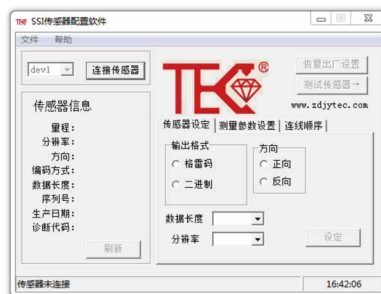 TEC SSI传感器配置软件
文件 帮助
dev1
连接传感器
传感器信息
量程：
分辨率：
方向：
编码方式：
数据长度：
序列号：
生产日期：
诊断代码：
刷新
TEC®
恢复出厂设置
测试传感器→
www.zdjytec.com
传感器设定 测量参数设置 连线顺序
输出格式
格雷码
二进制
方向
正向
反向
数据长度
分辨率
设定
传感器未连接
16:42:06